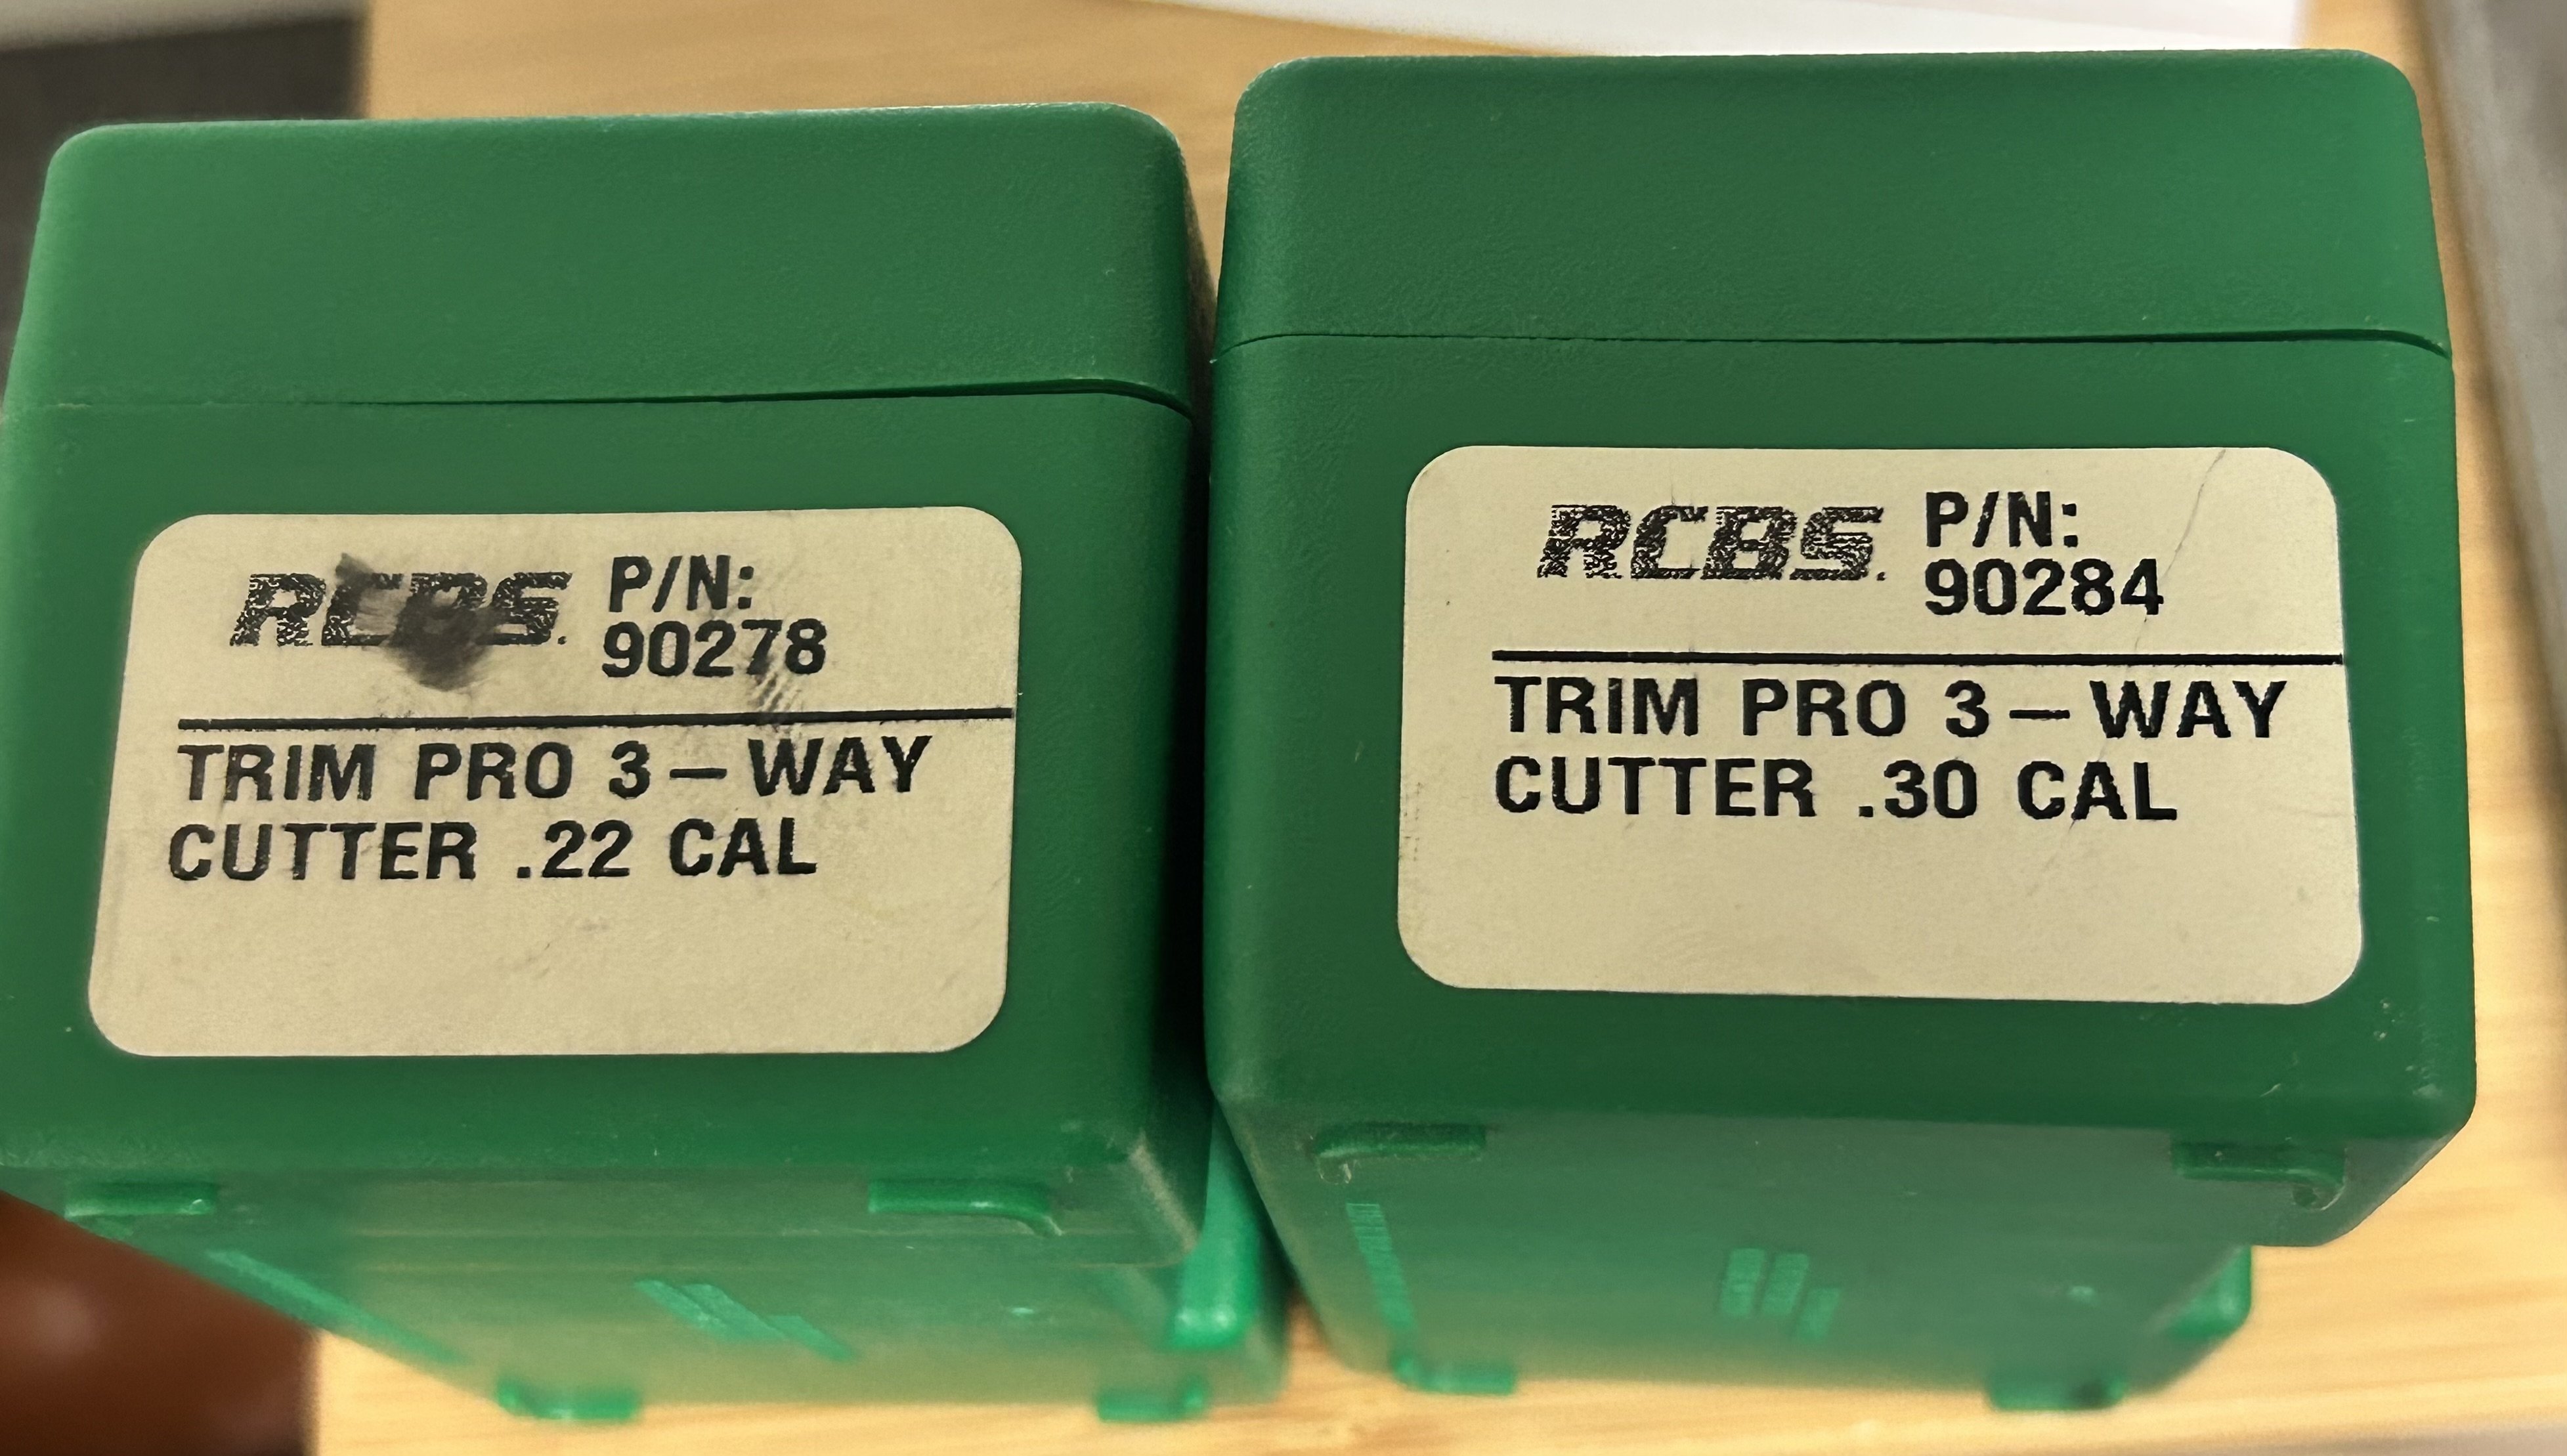 RCBS. P/N:
90278
TRIM PRO 3 – WAY
CUTTER .22 CAL
RCBS. P/N:
90284
TRIM PRO 3 – WAY
CUTTER .30 CAL